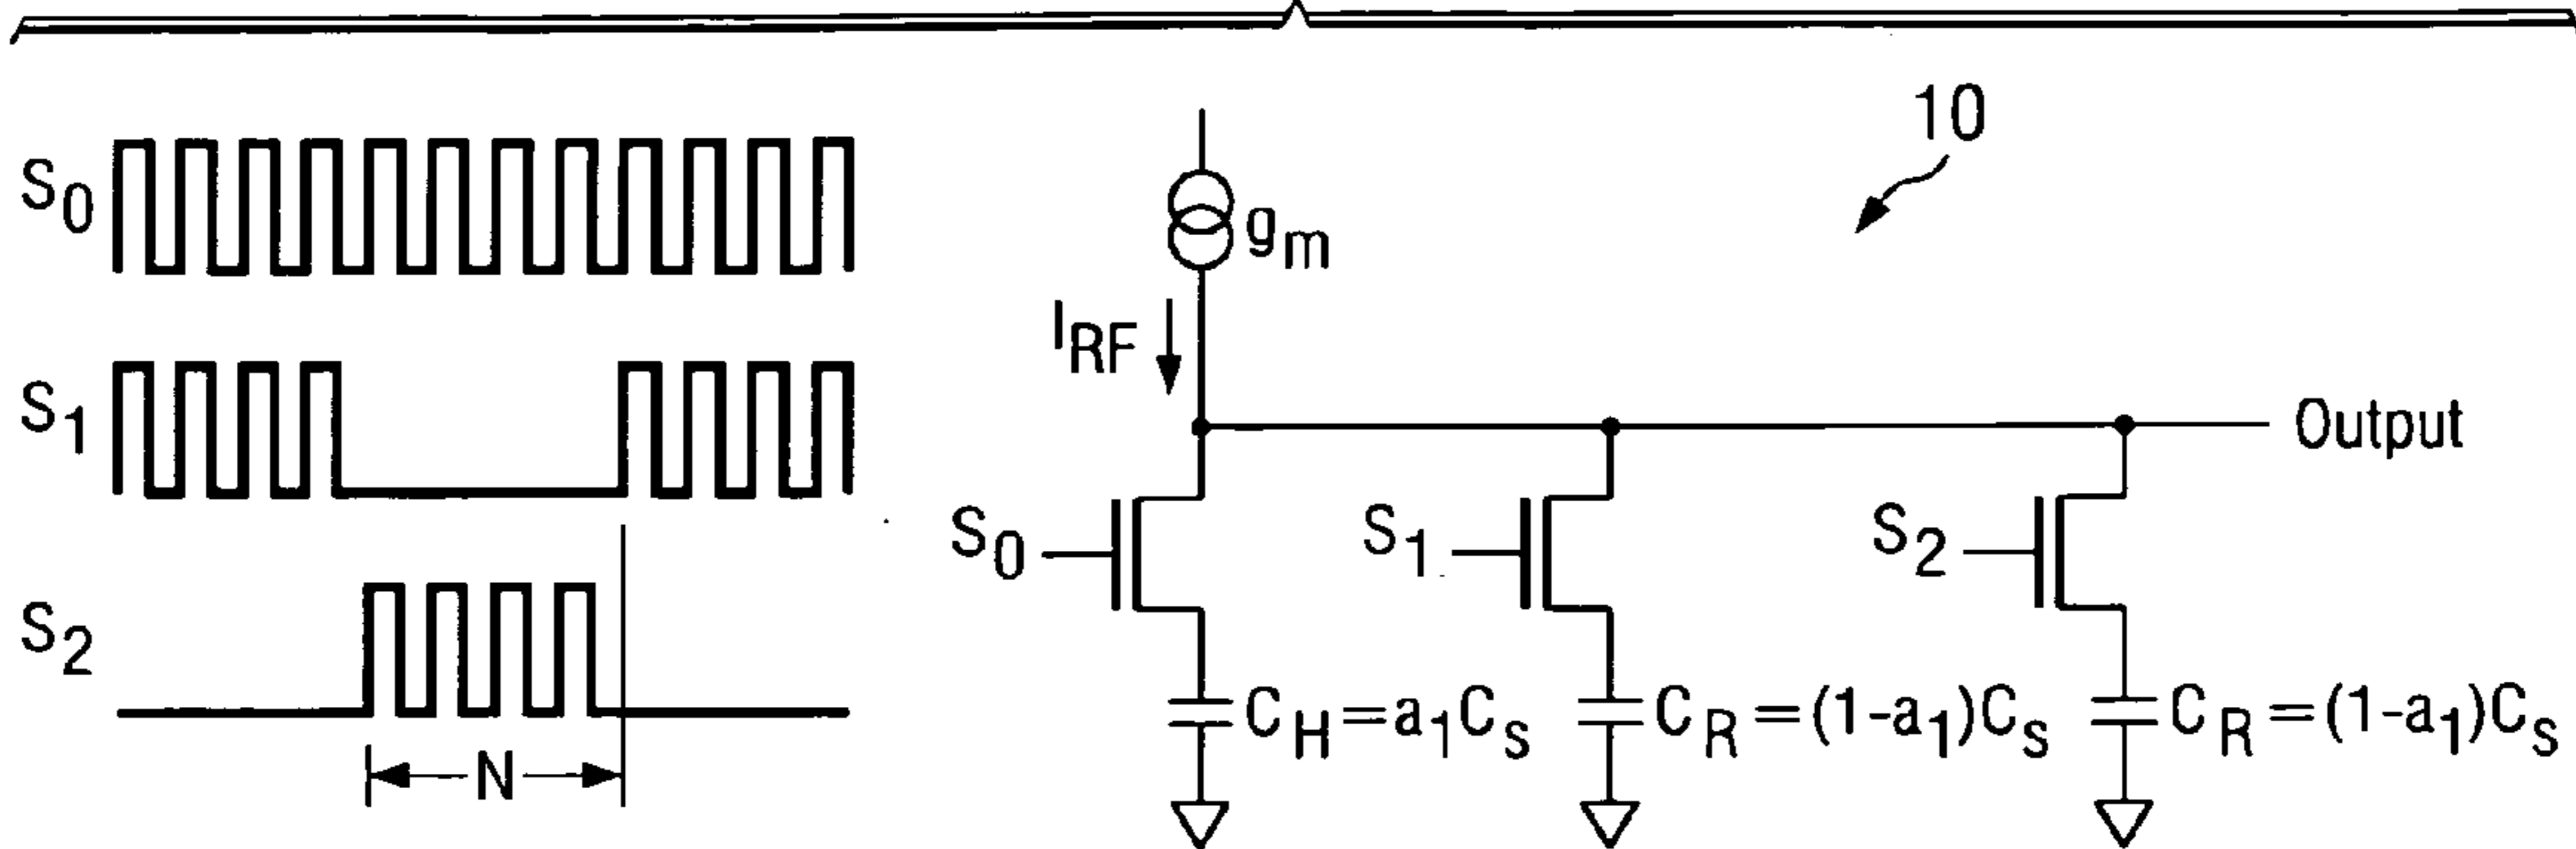 10
S0
gm
IRF
S1
Output
S0
S1
S2
S2
CH=a1Cs
CR=(1-a1)Cs
CR=(1-a1)Cs
N